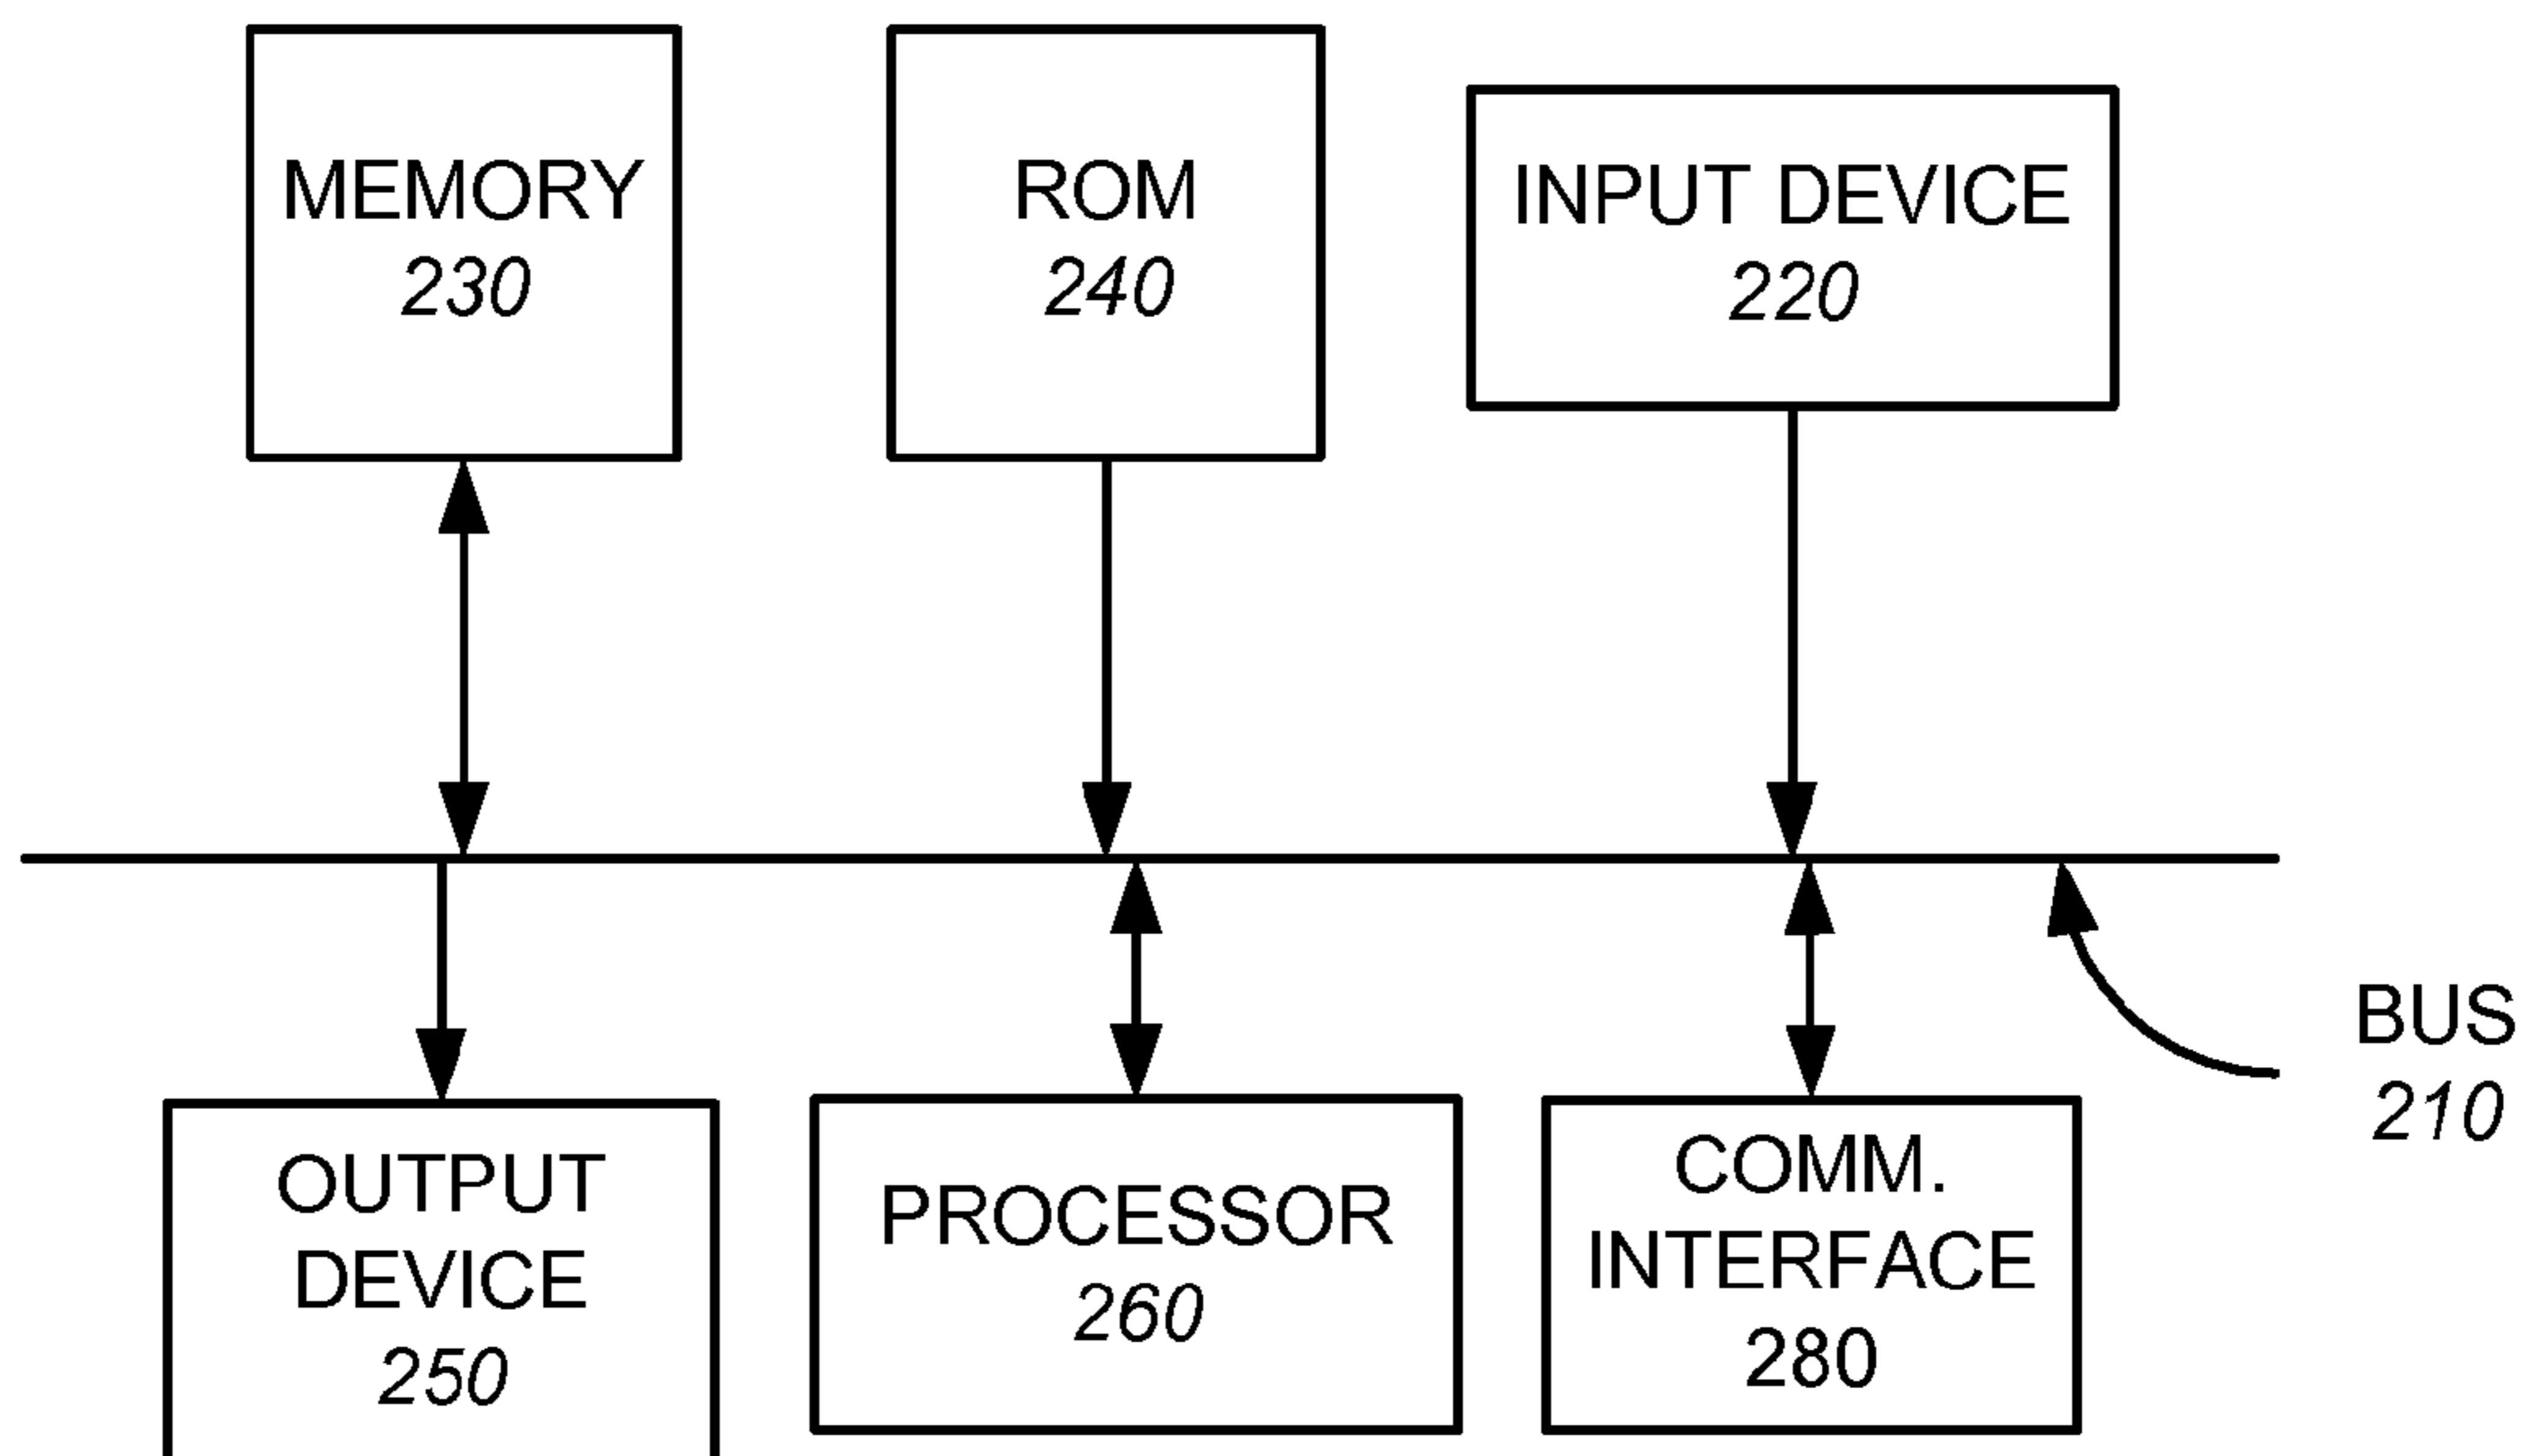 MEMORY
230
ROM
240
INPUT DEVICE
220
BUS
210
OUTPUT
DEVICE
250
PROCESSOR
260
COMM.
INTERFACE
280